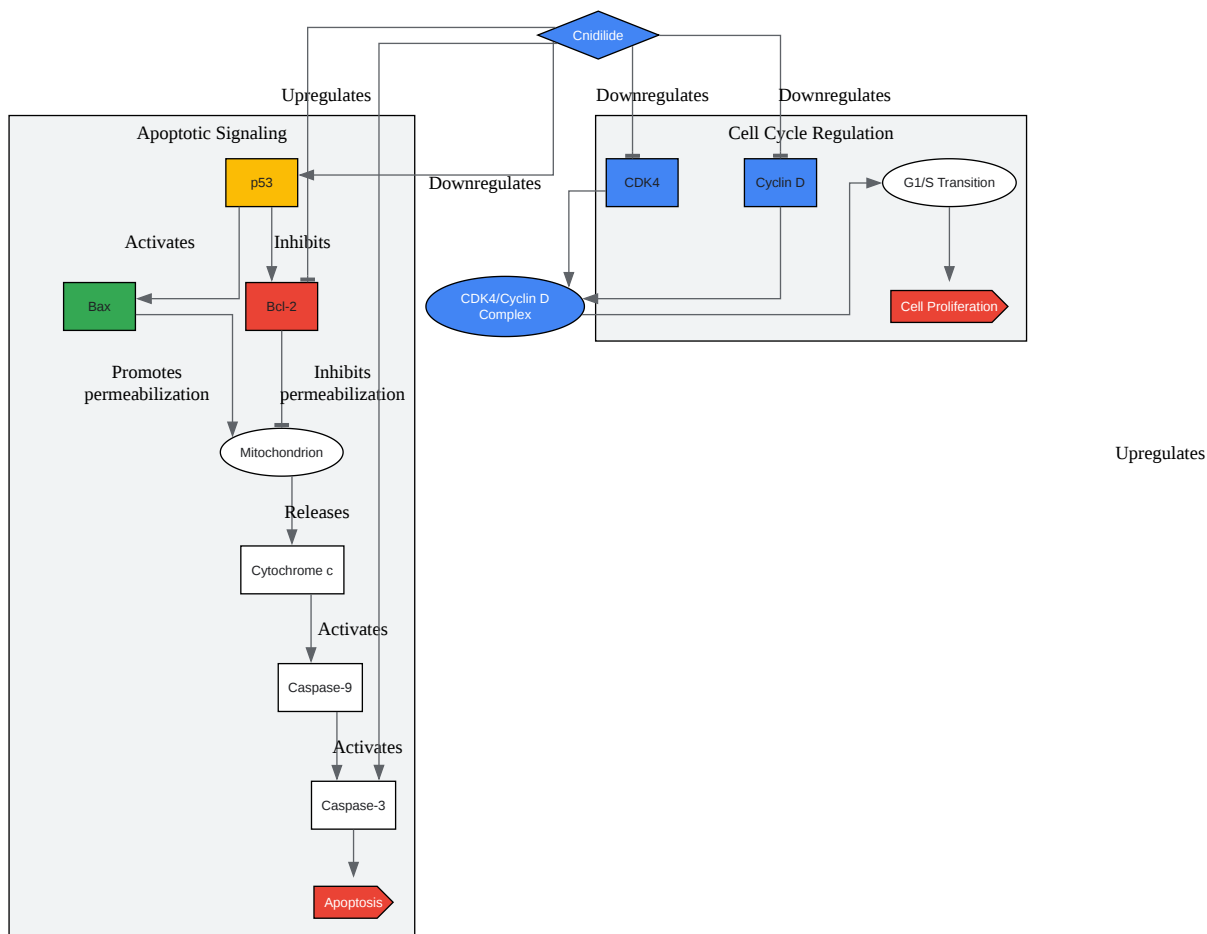 Cnidilide
Upregulates
Downregulates
Downregulates
Apoptotic Signaling
Cell Cycle Regulation
p53
Downregulates
CDK4
Cyclin D
G1/S Transition
Activates
Inhibits
Bax
Bcl-2
CDK4/Cyclin D
Complex
Cell Proliferation
Promotes
permeabilization
Inhibits
permeabilization
Mitochondrion
Upregulates
Releases
Cytochrome c
Activates
Caspase-9
Activates
Caspase-3
Apoptosis